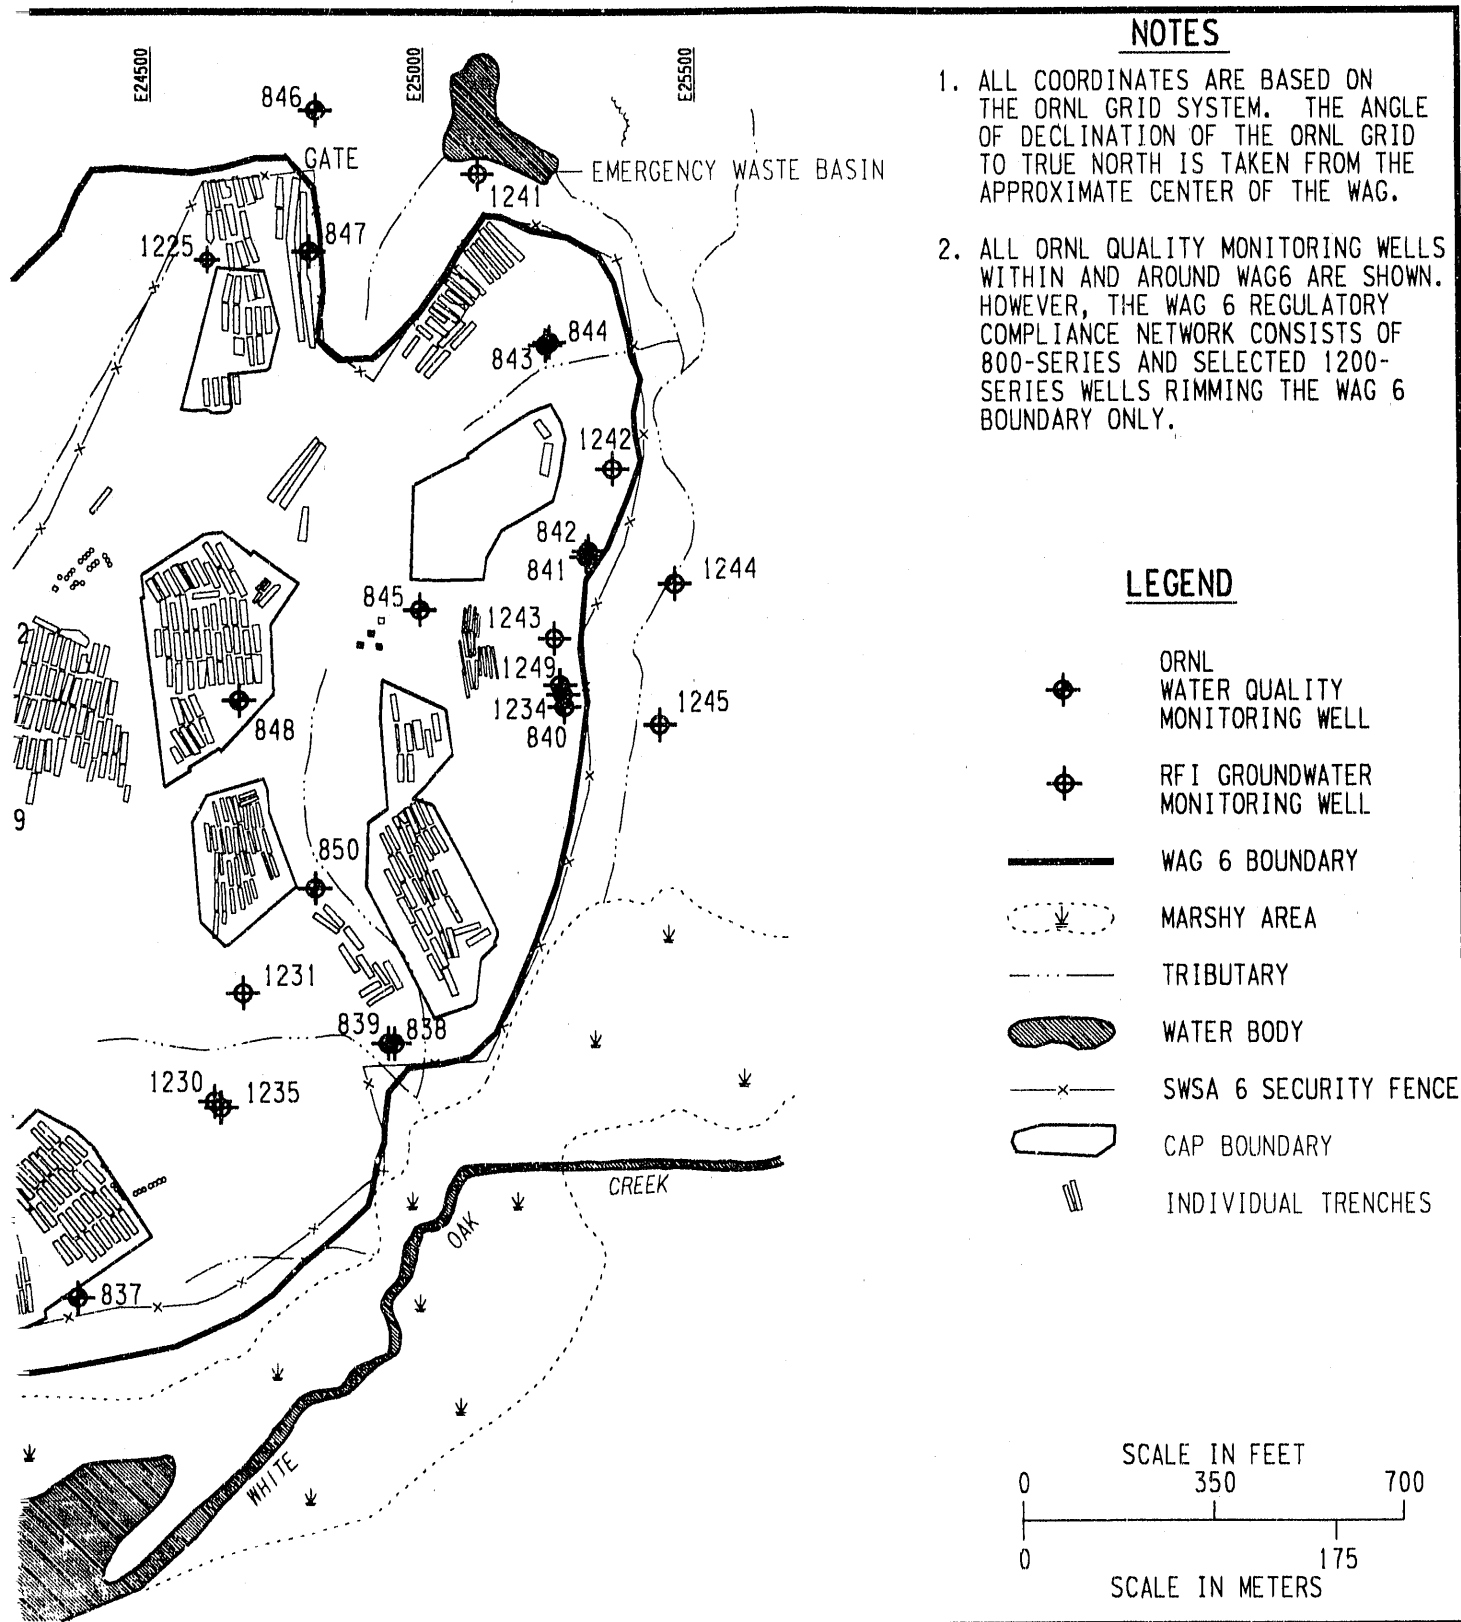 E24500
E25000
E25500
846
GATE
EMERGENCY WASTE BASIN
1241
1225
847
844
843
1242
842
841
1244
845
1243
1249
1234
840
1245
2
848
9
850
1231
839
838
1230
1235
837
CREEK
OAK
WHITE
NOTES
1. ALL COORDINATES ARE BASED ON
THE ORNL GRID SYSTEM. THE ANGLE
OF DECLINATION OF THE ORNL GRID
TO TRUE NORTH IS TAKEN FROM THE
APPROXIMATE CENTER OF THE WAG.
2. ALL ORNL QUALITY MONITORING WELLS
WITHIN AND AROUND WAG6 ARE SHOWN.
HOWEVER, THE WAG 6 REGULATORY
COMPLIANCE NETWORK CONSISTS OF
800-SERIES AND SELECTED 1200-
SERIES WELLS RIMMING THE WAG 6
BOUNDARY ONLY.
LEGEND
ORNL
WATER QUALITY
MONITORING WELL
RFI GROUNDWATER
MONITORING WELL
WAG 6 BOUNDARY
MARSHY AREA
TRIBUTARY
WATER BODY
SWSA 6 SECURITY FENCE
CAP BOUNDARY
INDIVIDUAL TRENCHES
SCALE IN FEET
0 350 700
0 175
SCALE IN METERS